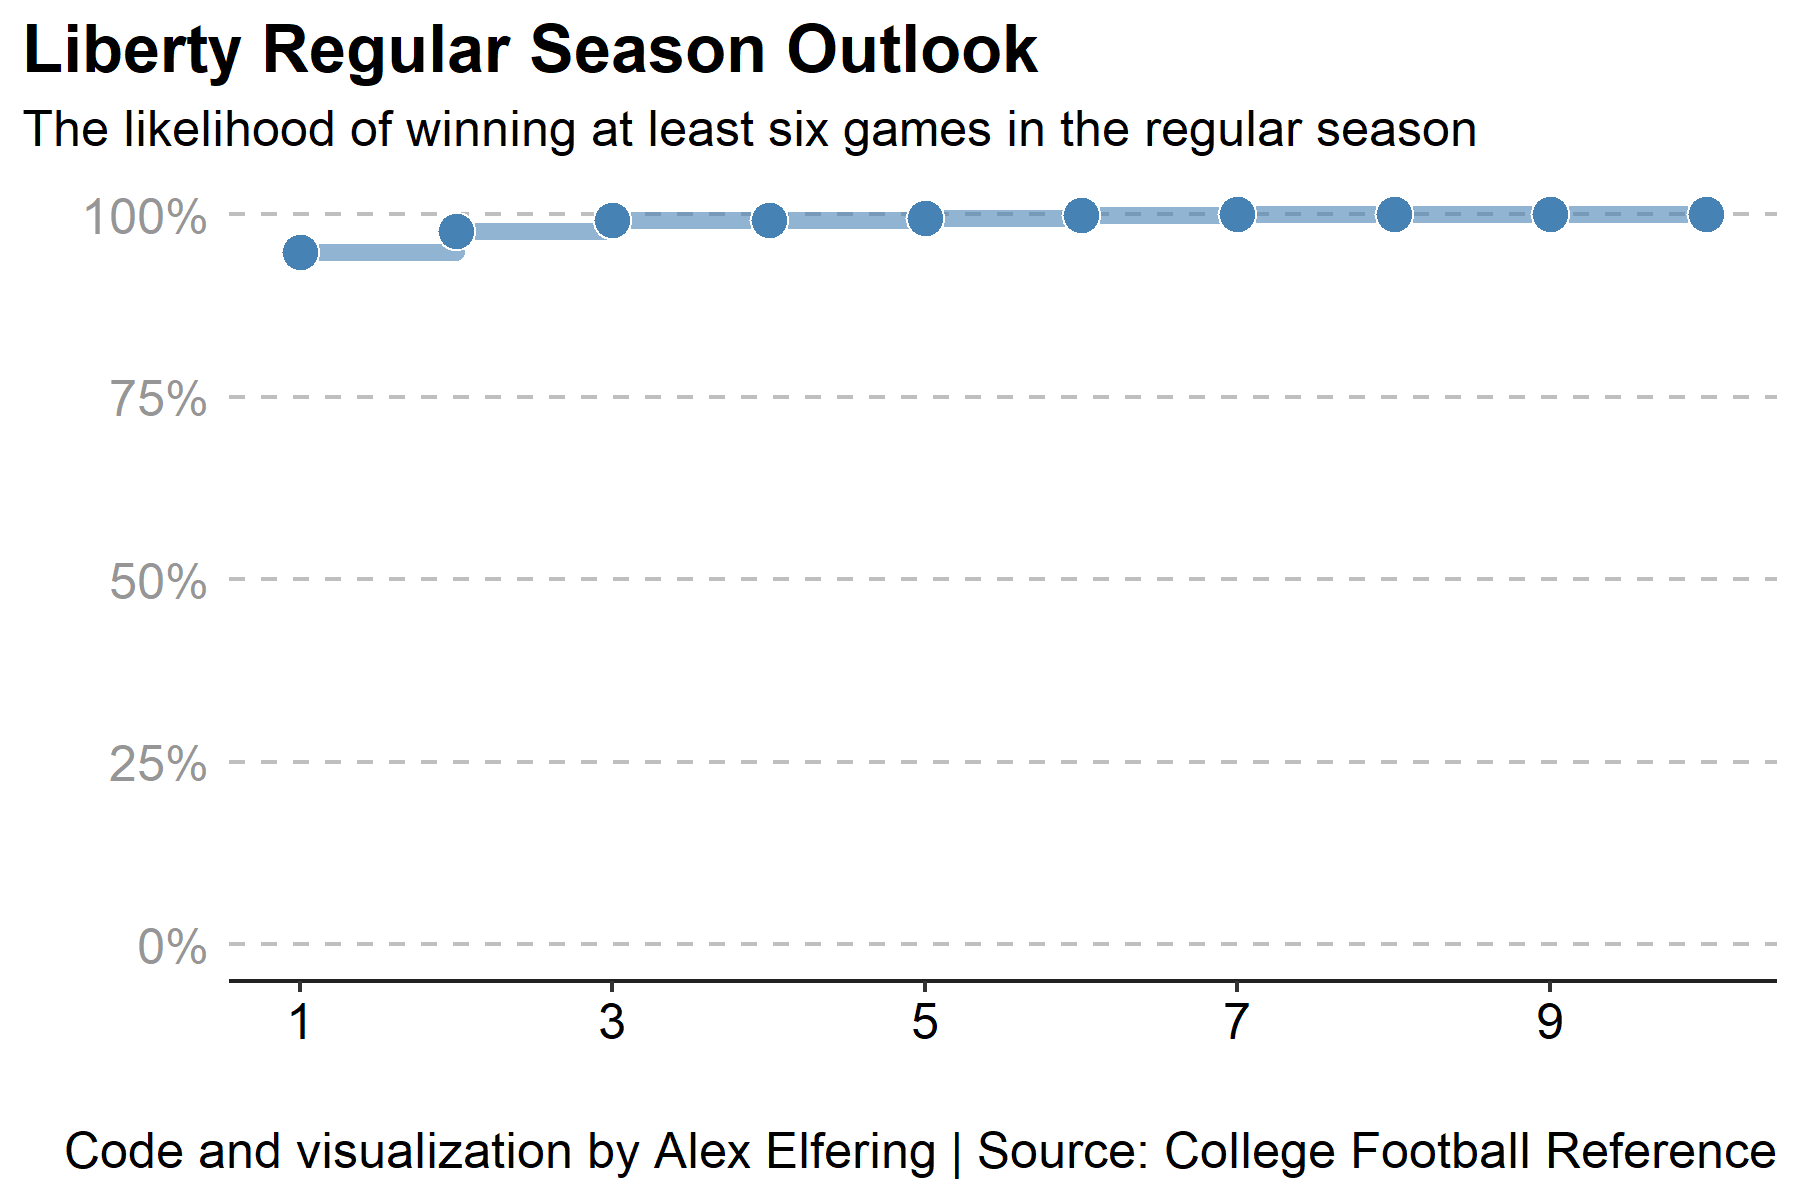 Liberty Regular Season Outlook
The likelihood of winning at least six games in the regular season
100%
75%
50%
25%
0%
1 3 5 7 9
Code and visualization by Alex Elfering | Source: College Football Reference